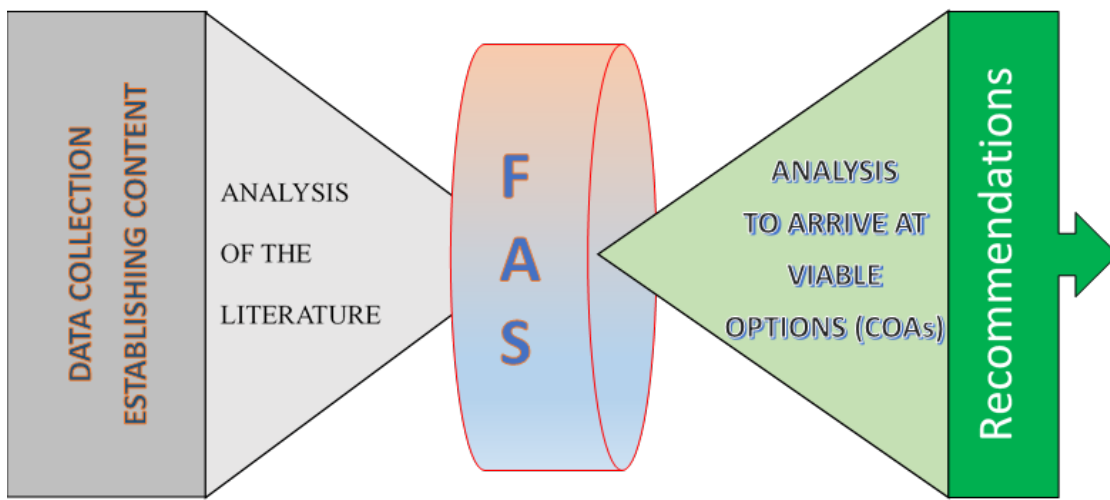 DATA COLLECTION
ESTABLISHING CONTENT
ANALYSIS
OF THE
LITERATURE
F
A
S
ANALYSIS
TO ARRIVE AT
VIABLE
OPTIONS (COAs)
Recommendations